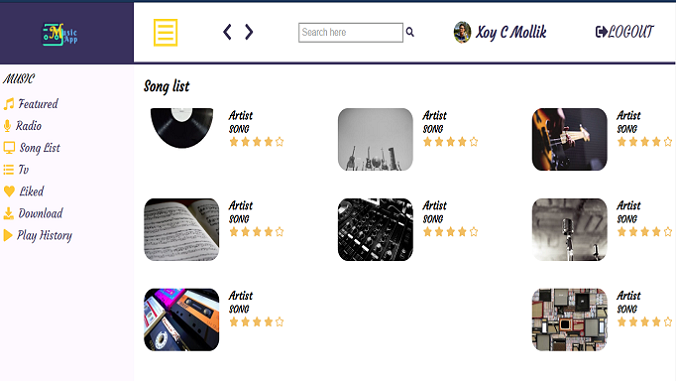 Music
App
Search here
Xoy C Mollik
LOGOUT
MUSIC
Featured
Radio
Song List
Tv
Liked
Download
Play History
Song list
Artist
SONG
Artist
SONG
Artist
SONG
Artist
SONG
Artist
SONG
Artist
SONG
Artist
SONG
Artist
SONG